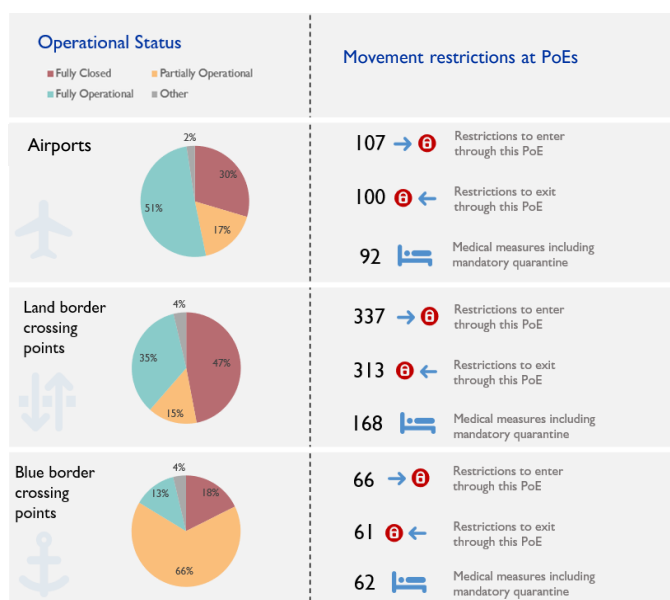 Operational Status
Fully Closed
Partially Operational
Fully Operational
Other
Movement restrictions at PoEs
Airports
2%
30%
17%
51%
107
Restrictions to enter
through this PoE
100
Restrictions to exit
through this PoE
92
Medical measures including
mandatory quarantine
Land border
crossing
points
4%
47%
15%
35%
337
Restrictions to enter
through this PoE
313
Restrictions to exit
through this PoE
168
Medical measures including
mandatory quarantine
Blue border
crossing
points
4%
18%
66%
13%
66
Restrictions to enter
through this PoE
61
Restrictions to exit
through this PoE
62
Medical measures including
mandatory quarantine